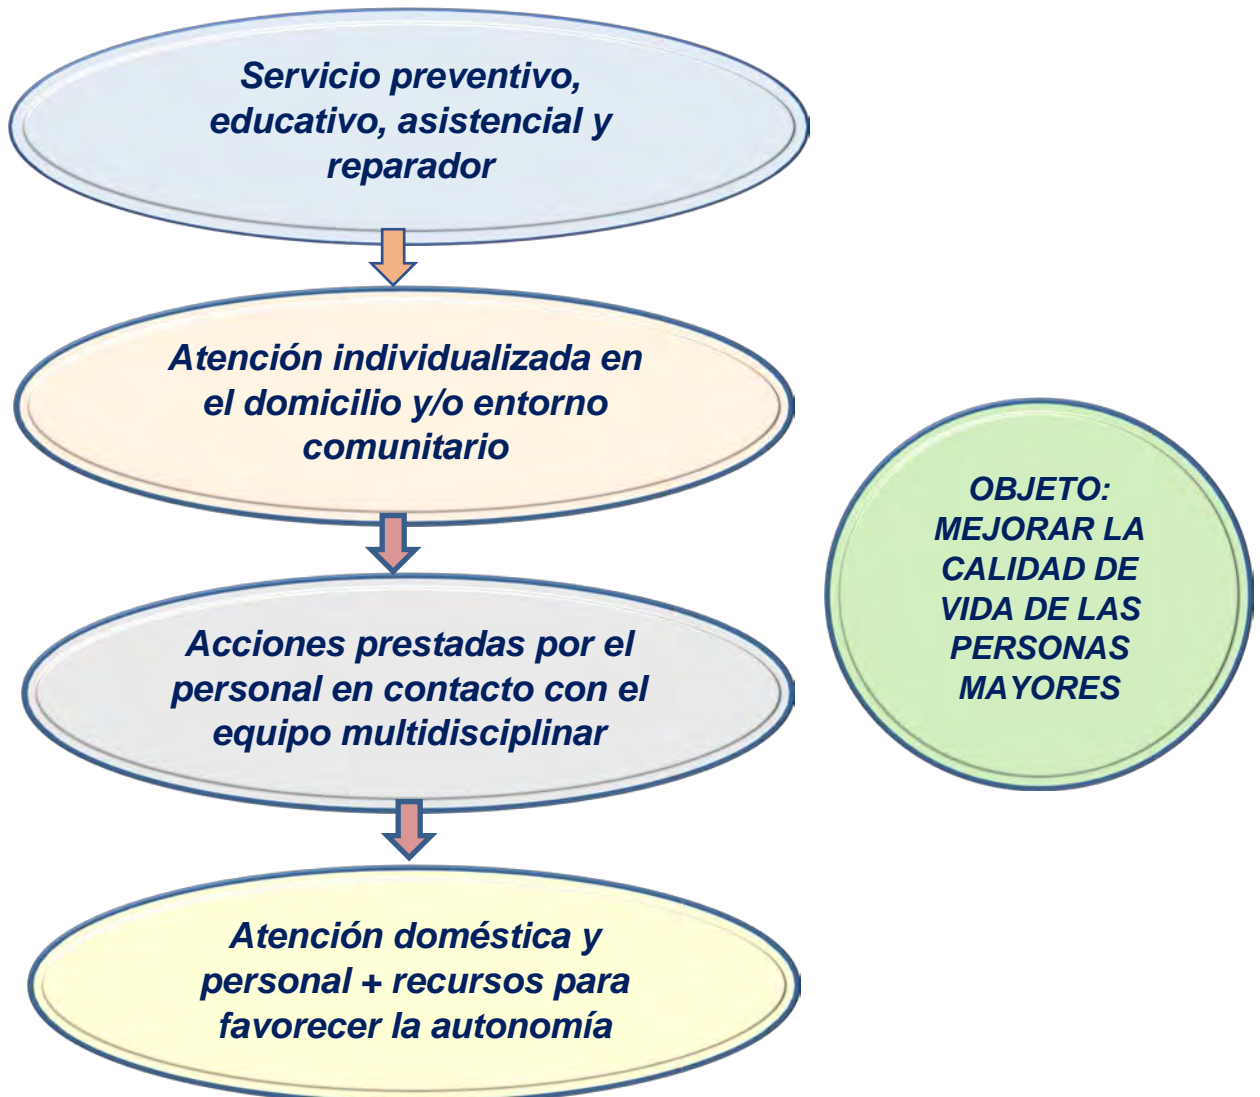 Servicio preventivo,
educativo, asistencial y
reparador
Atención individualizada en
el domicilio y/o entorno
comunitario
Acciones prestadas por el
personal en contacto con el
equipo multidisciplinar
Atención doméstica y
personal + recursos para
favorecer la autonomía
OBJETO:
MEJORAR LA
CALIDAD DE
VIDA DE LAS
PERSONAS
MAYORES